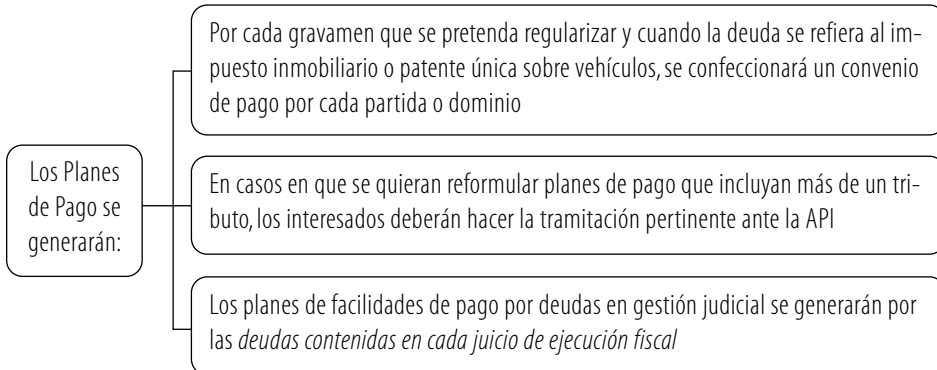 Los Planes
de Pago se
generarán:
Por cada gravamen que se pretenda regularizar y cuando la deuda se refiera al im-
puesto inmobiliario o patente única sobre vehículos, se confeccionará un convenio
de pago por cada partida o dominio
En casos en que se quieran reformular planes de pago que incluyan más de un tri-
buto, los interesados deberán hacer la tramitación pertinente ante la API
Los planes de facilidades de pago por deudas en gestión judicial se generarán por
las deudas contenidas en cada juicio de ejecución fiscal